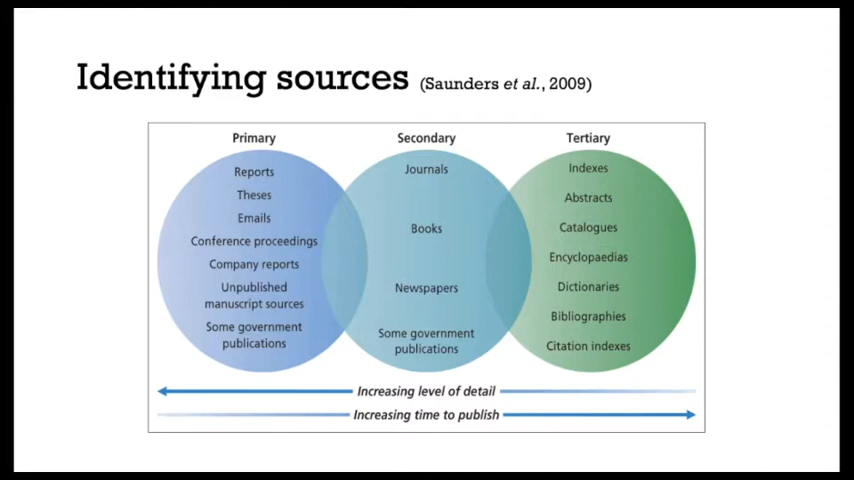 Identifying sources (Saunders et al., 2009)
Primary
Reports
Theses
Emails
Conference proceedings
Company reports
Unpublished
manuscript sources
Some government
publications
Secondary
Journals
Books
Newspapers
Some government
publications
Tertiary
Indexes
Abstracts
Catalogues
Encyclopaedias
Dictionaries
Bibliographies
Citation indexes
Increasing level of detail
Increasing time to publish